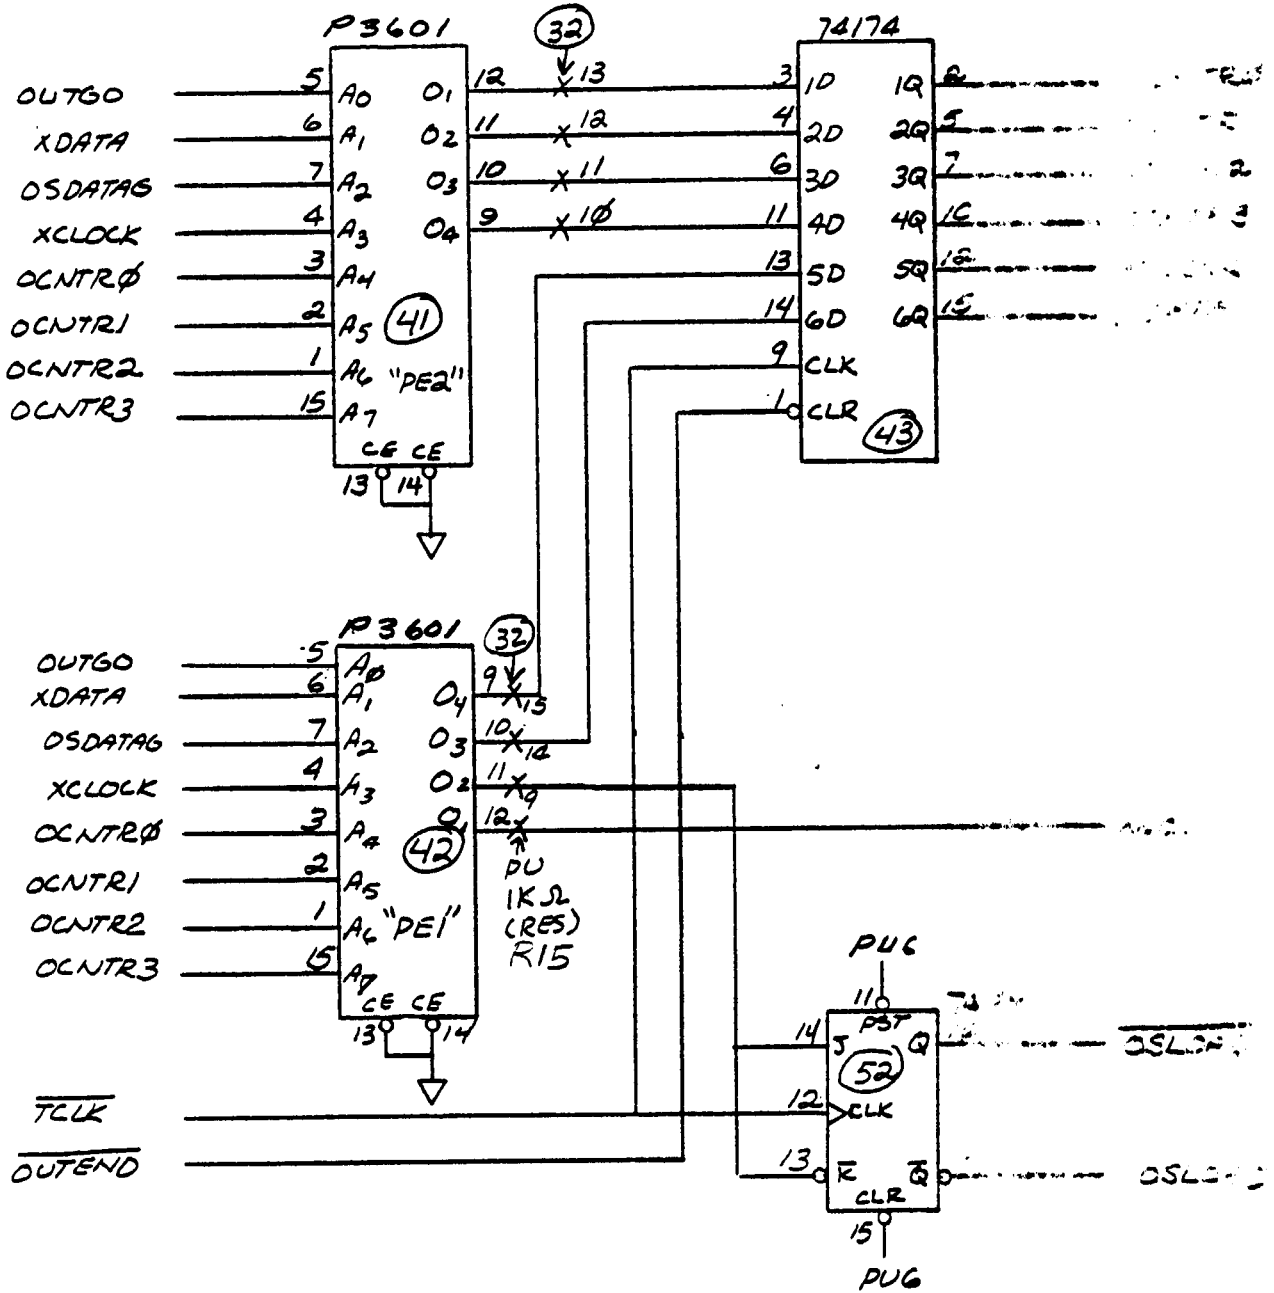 P3601
32
74174
OUTGO 5 A0 O1 12 13 3 1D 1Q 2
XDATA 6 A1 O2 11 12 4 2D 2Q 5
OSDATAG 7 A2 O3 10 11 6 3D 3Q 7
XCLOCK 4 A3 O4 9 1Ø 11 4D 4Q
OCNTRØ 3 A4 13 5D 5Q
OCNTR1 2 A5 41 14 6D 6Q 15
OCNTR2 1 A6 "PE2" 9 CLK
OCNTR3 15 A7 1 CLR
43
CE CE
13 14
P3601
32
OUTGO 5 AØ
XDATA 6 A1 O4 9 15
OSDATAG 7 A2 O3 10 14
XCLOCK 4 A3 O2 11 9
OCNTRØ 3 A4 12
42
OCNTR1 2 A5
OCNTR2 1 A6 "PE1"
OCNTR3 15 A7
PU
1K Ω
(RES)
R15
CE CE
13 14
PU6
11
PST
14 J Q
52
TCLK 12 CLK
OUTEND 13 K Q
CLR
15
PU6